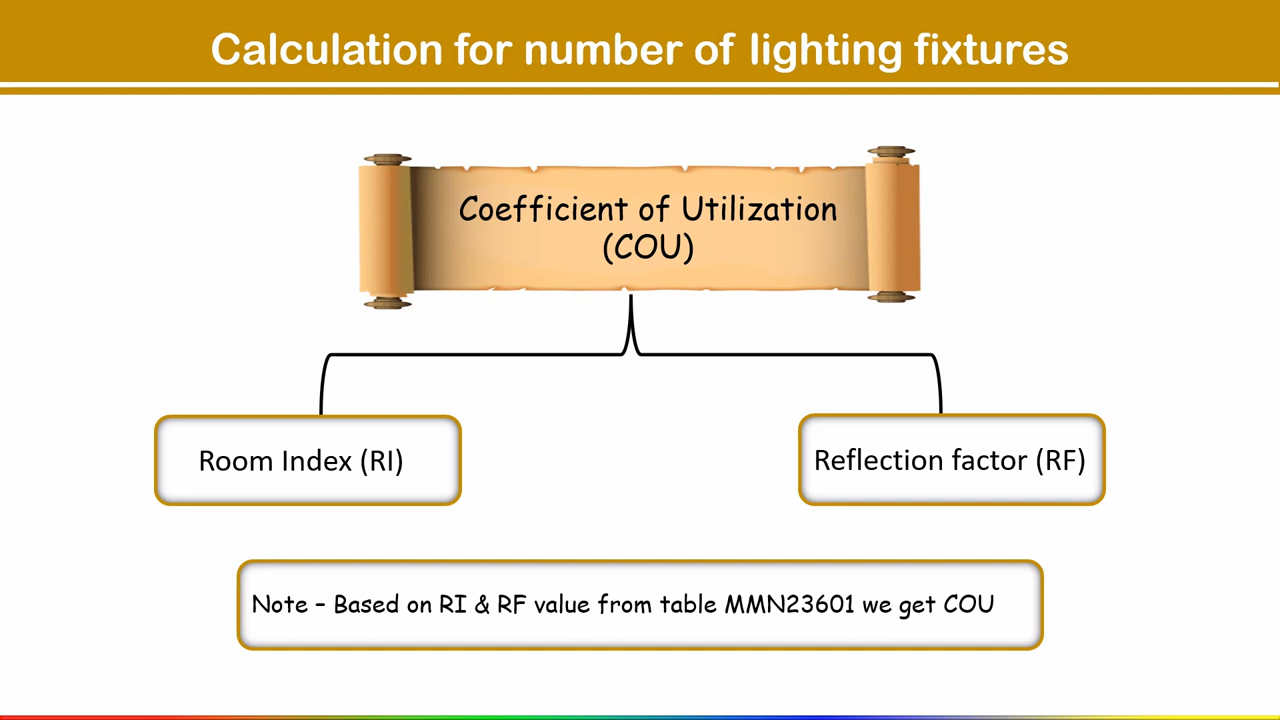 Calculation for number of lighting fixtures
Coefficient of Utilization
(COU)
Room Index (RI)
Reflection factor (RF)
Note – Based on RI & RF value from table MMN23601 we get COU